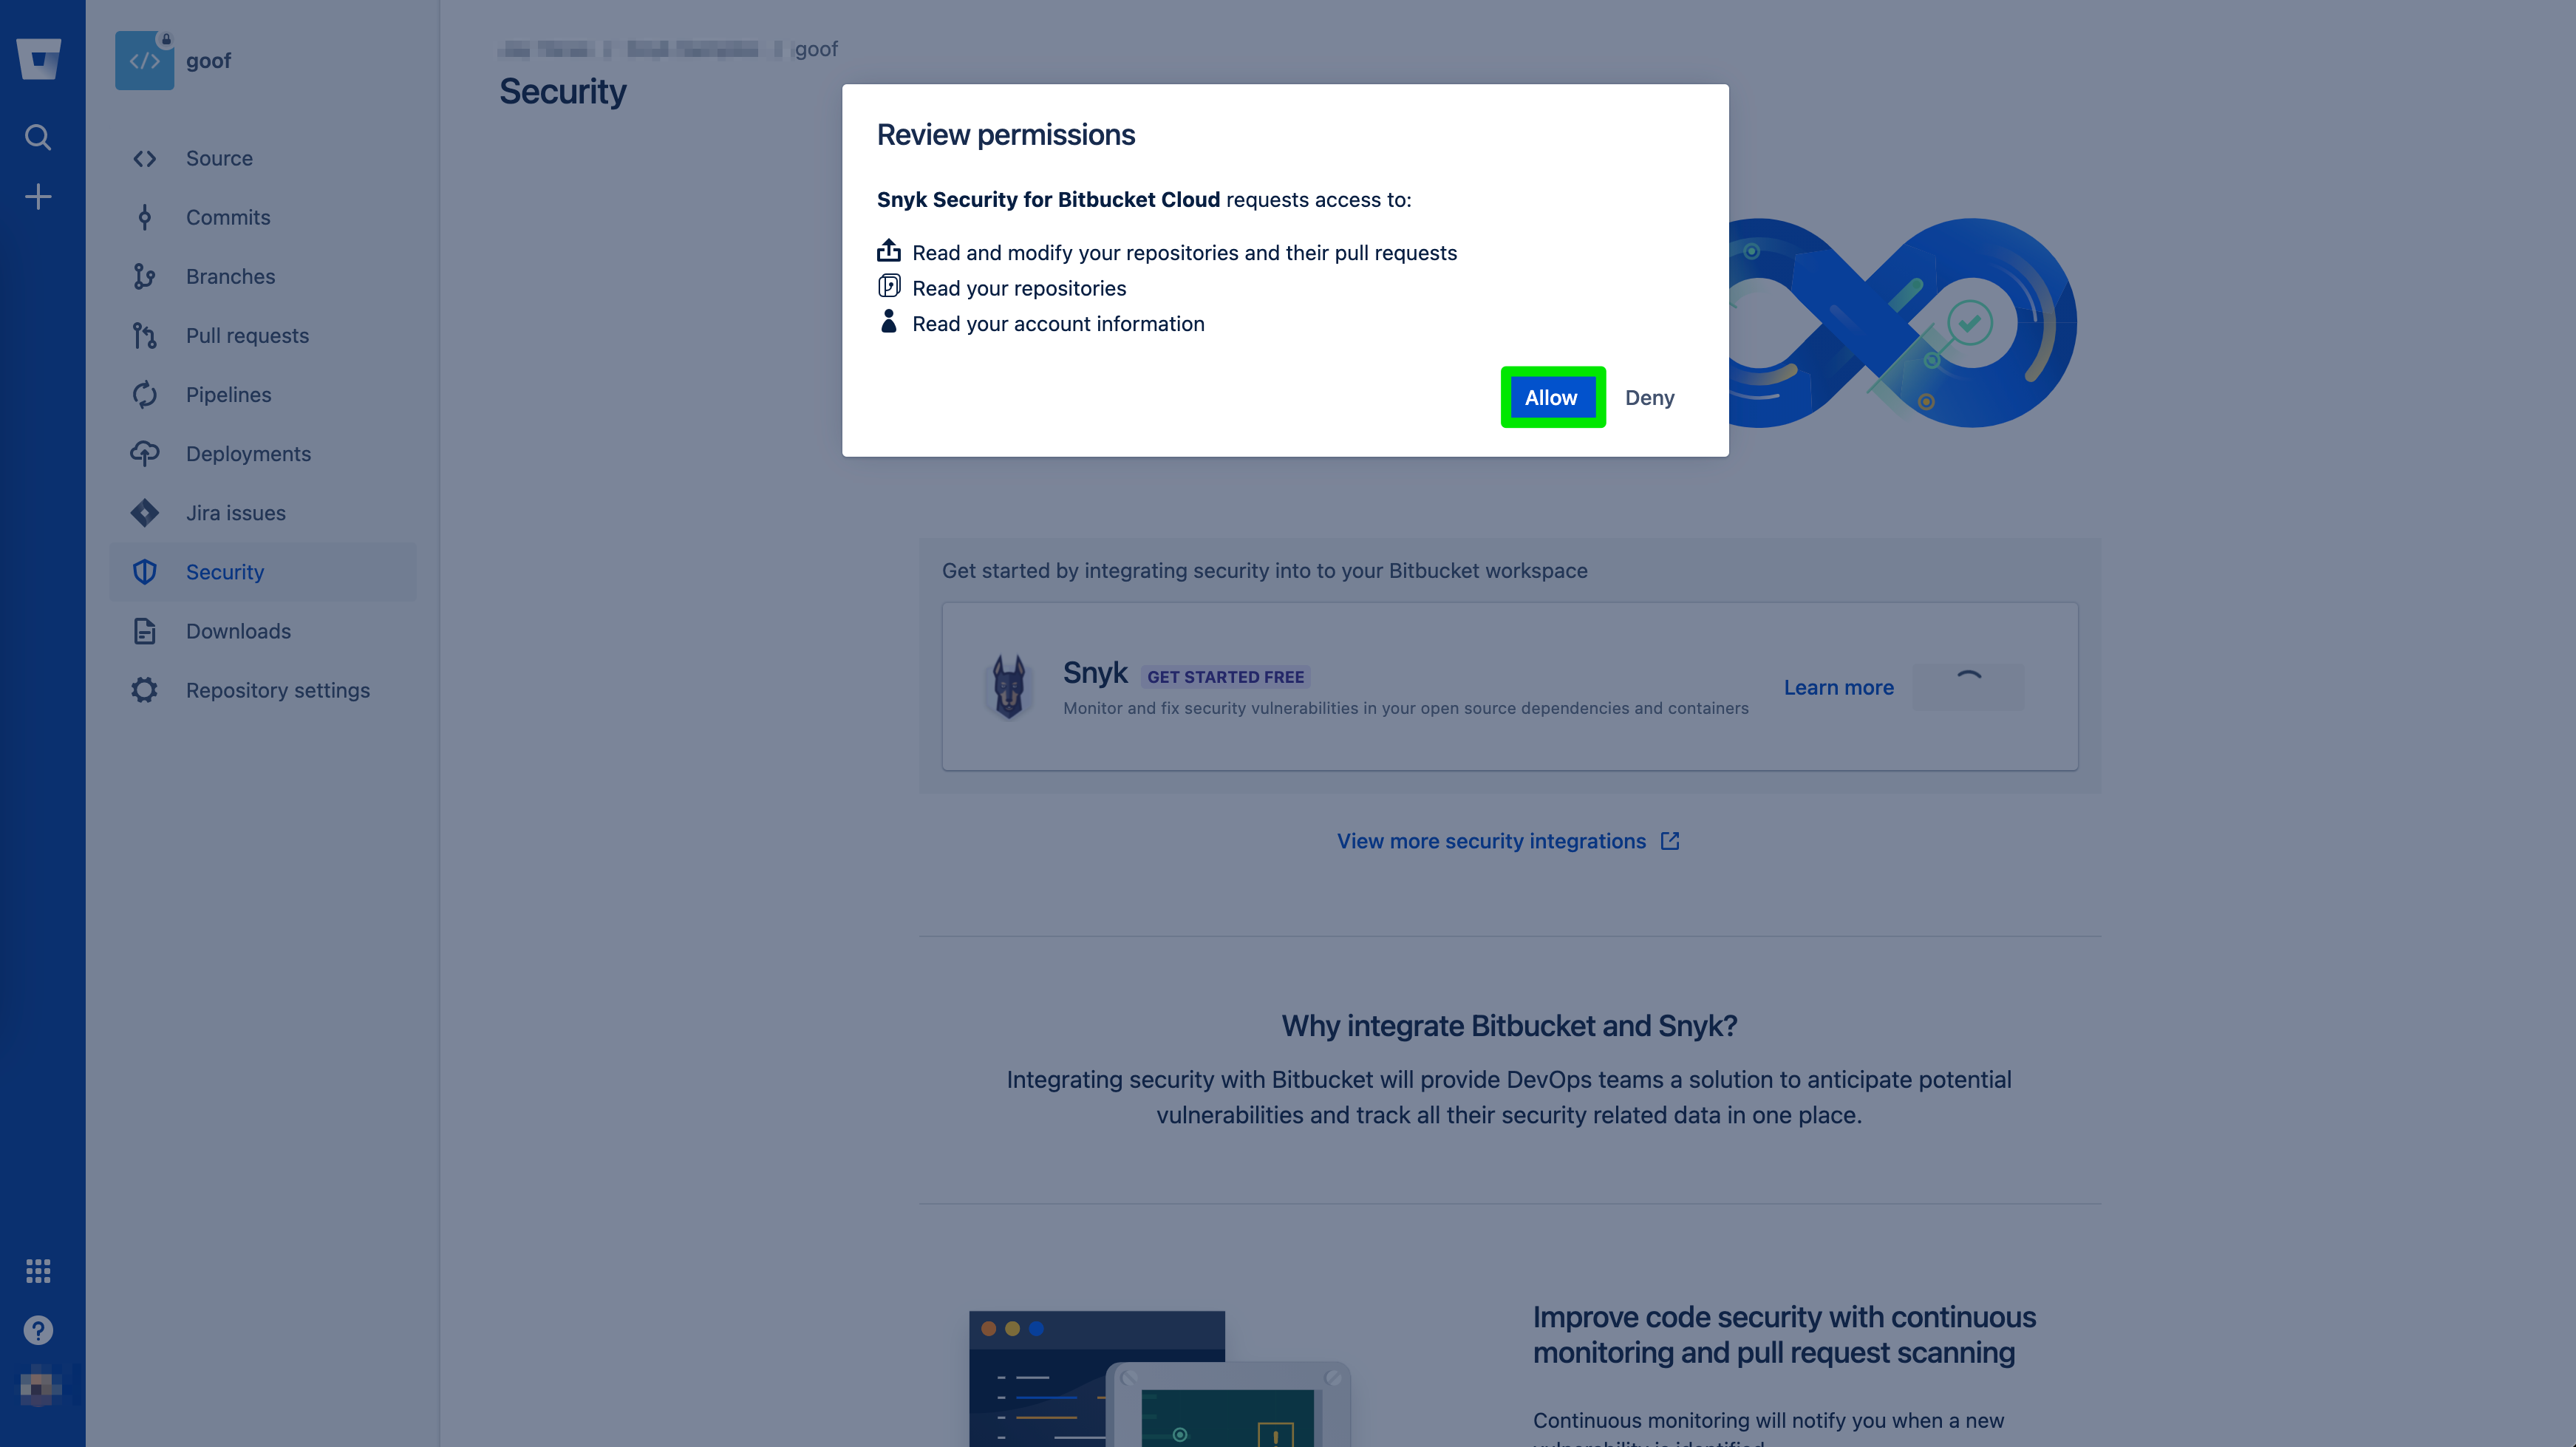 goof
Source
Commits
Branches
Pull requests
Pipelines
Deployments
Jira issues
Security
Downloads
Repository settings
goof
Security
Review permissions
Snyk Security for Bitbucket Cloud requests access to:
Read and modify your repositories and their pull requests
Read your repositories
Read your account information
Allow Deny
Get started by integrating security into to your Bitbucket workspace
Snyk GET STARTED FREE
Monitor and fix security vulnerabilities in your open source dependencies and containers
Learn more
View more security integrations
Why integrate Bitbucket and Snyk?
Integrating security with Bitbucket will provide DevOps teams a solution to anticipate potential
vulnerabilities and track all their security related data in one place.
Improve code security with continuous
monitoring and pull request scanning
Continuous monitoring will notify you when a new
vulnerability is identified